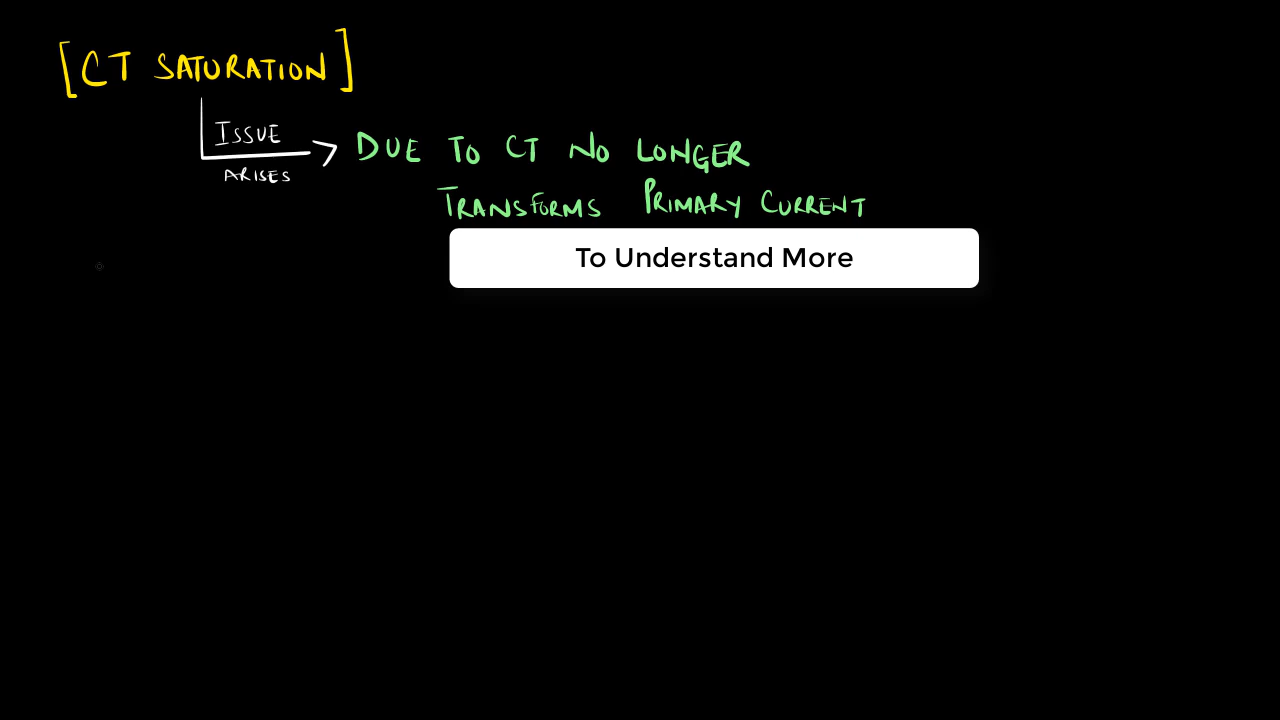 [CT SATURATION]
ISSUE
ARISES
DUE TO CT NO LONGER
TRANSFORMS PRIMARY CURRENT
To Understand More